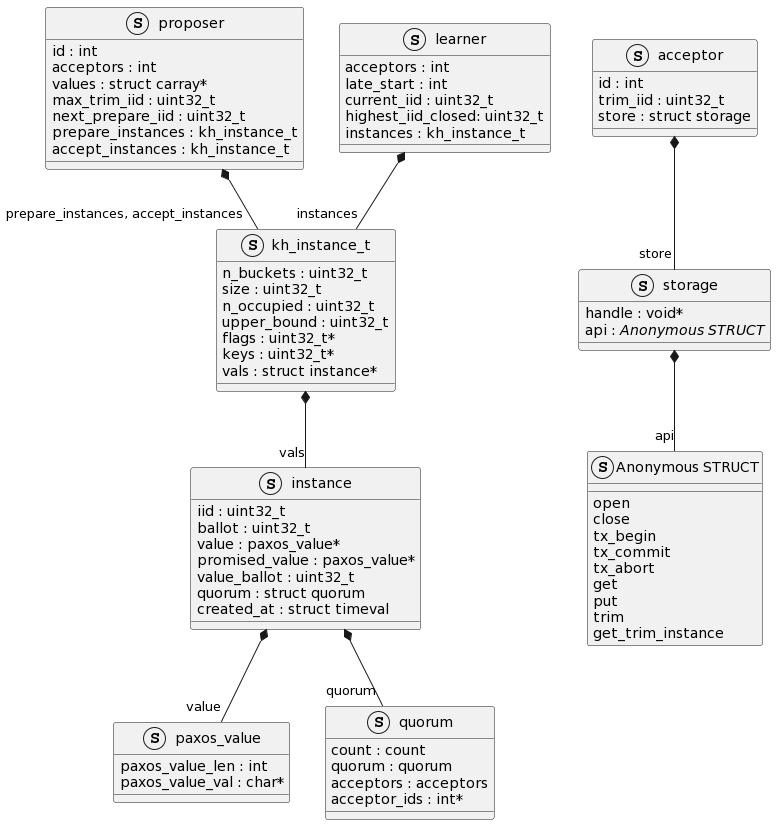 S proposer
id : int
acceptors : int
values : struct carray*
max_trim_iid : uint32_t
next_prepare_iid : uint32_t
prepare_instances : kh_instance_t
accept_instances : kh_instance_t
S learner
acceptors : int
late_start : int
current_iid : uint32_t
highest_iid_closed: uint32_t
instances : kh_instance_t
S acceptor
id : int
trim_iid : uint32_t
store : struct storage
prepare_instances, accept_instances
instances
store
S kh_instance_t
n_buckets : uint32_t
size : uint32_t
n_occupied : uint32_t
upper_bound : uint32_t
flags : uint32_t*
keys : uint32_t*
vals : struct instance*
S storage
handle : void*
api : Anonymous STRUCT
vals
api
S instance
iid : uint32_t
ballot : uint32_t
value : paxos_value*
promised_value : paxos_value*
value_ballot : uint32_t
quorum : struct quorum
created_at : struct timeval
S Anonymous STRUCT
open
close
tx_begin
tx_commit
tx_abort
get
put
trim
get_trim_instance
value
quorum
S paxos_value
paxos_value_len : int
paxos_value_val : char*
S quorum
count : count
quorum : quorum
acceptors : acceptors
acceptor_ids : int*